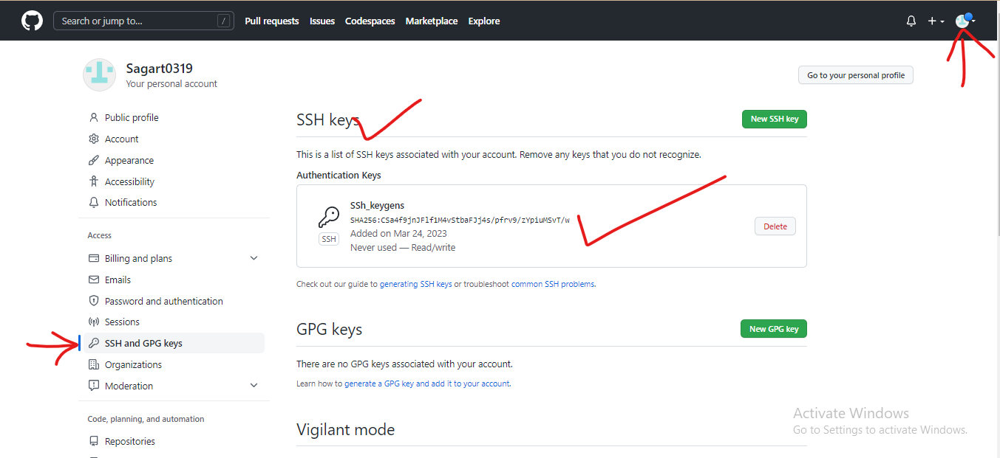 Search or jump to... /
Pull requests Issues Codespaces Marketplace Explore
Sagart0319
Your personal account
Go to your personal profile
Public profile
Account
Appearance
Accessibility
Notifications
Access
Billing and plans
Emails
Password and authentication
Sessions
SSH and GPG keys
Organizations
Moderation
Code, planning, and automation
Repositories
SSH keys
New SSH key
This is a list of SSH keys associated with your account. Remove any keys that you do not recognize.
Authentication Keys
SSh_keygens
SHA256:CSa4f9jnJFlf1M4vStbaFJj4s/pfrv9/zYpiuMSvT/w
SSH
Added on Mar 24, 2023
Never used — Read/write
Delete
Check out our guide to generating SSH keys or troubleshoot common SSH problems.
GPG keys
New GPG key
There are no GPG keys associated with your account.
Learn how to generate a GPG key and add it to your account.
Vigilant mode
Activate Windows
Go to Settings to activate Windows.